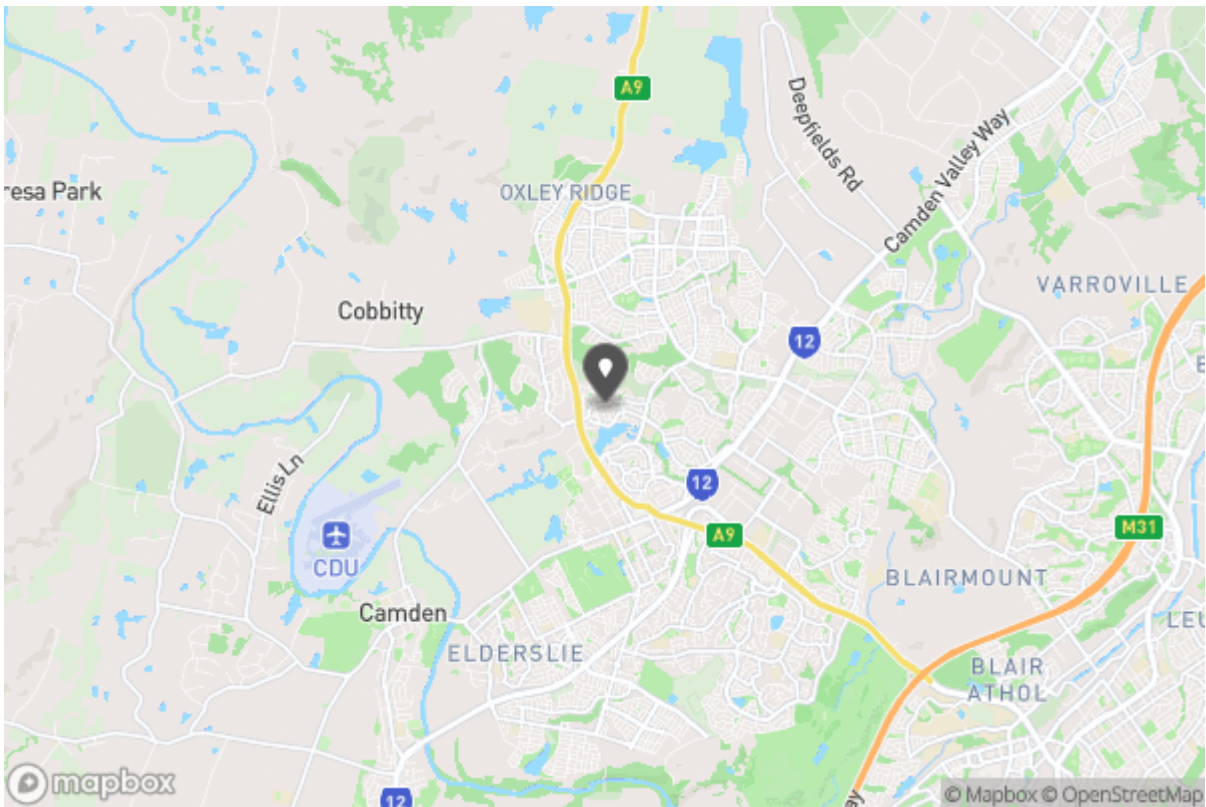 A9
Deepfields Rd
Camden Valley Way
resa Park
OXLEY RIDGE
VARROVILLE
Cobbitty
12
E
12
Ellis Ln
A9
M31
CDU
BLAIRMOUNT
Camden
LEU
ELDERSLIE
BLAIR
ATHOL
ay
12
mapbox
© Mapbox © OpenStreetMap